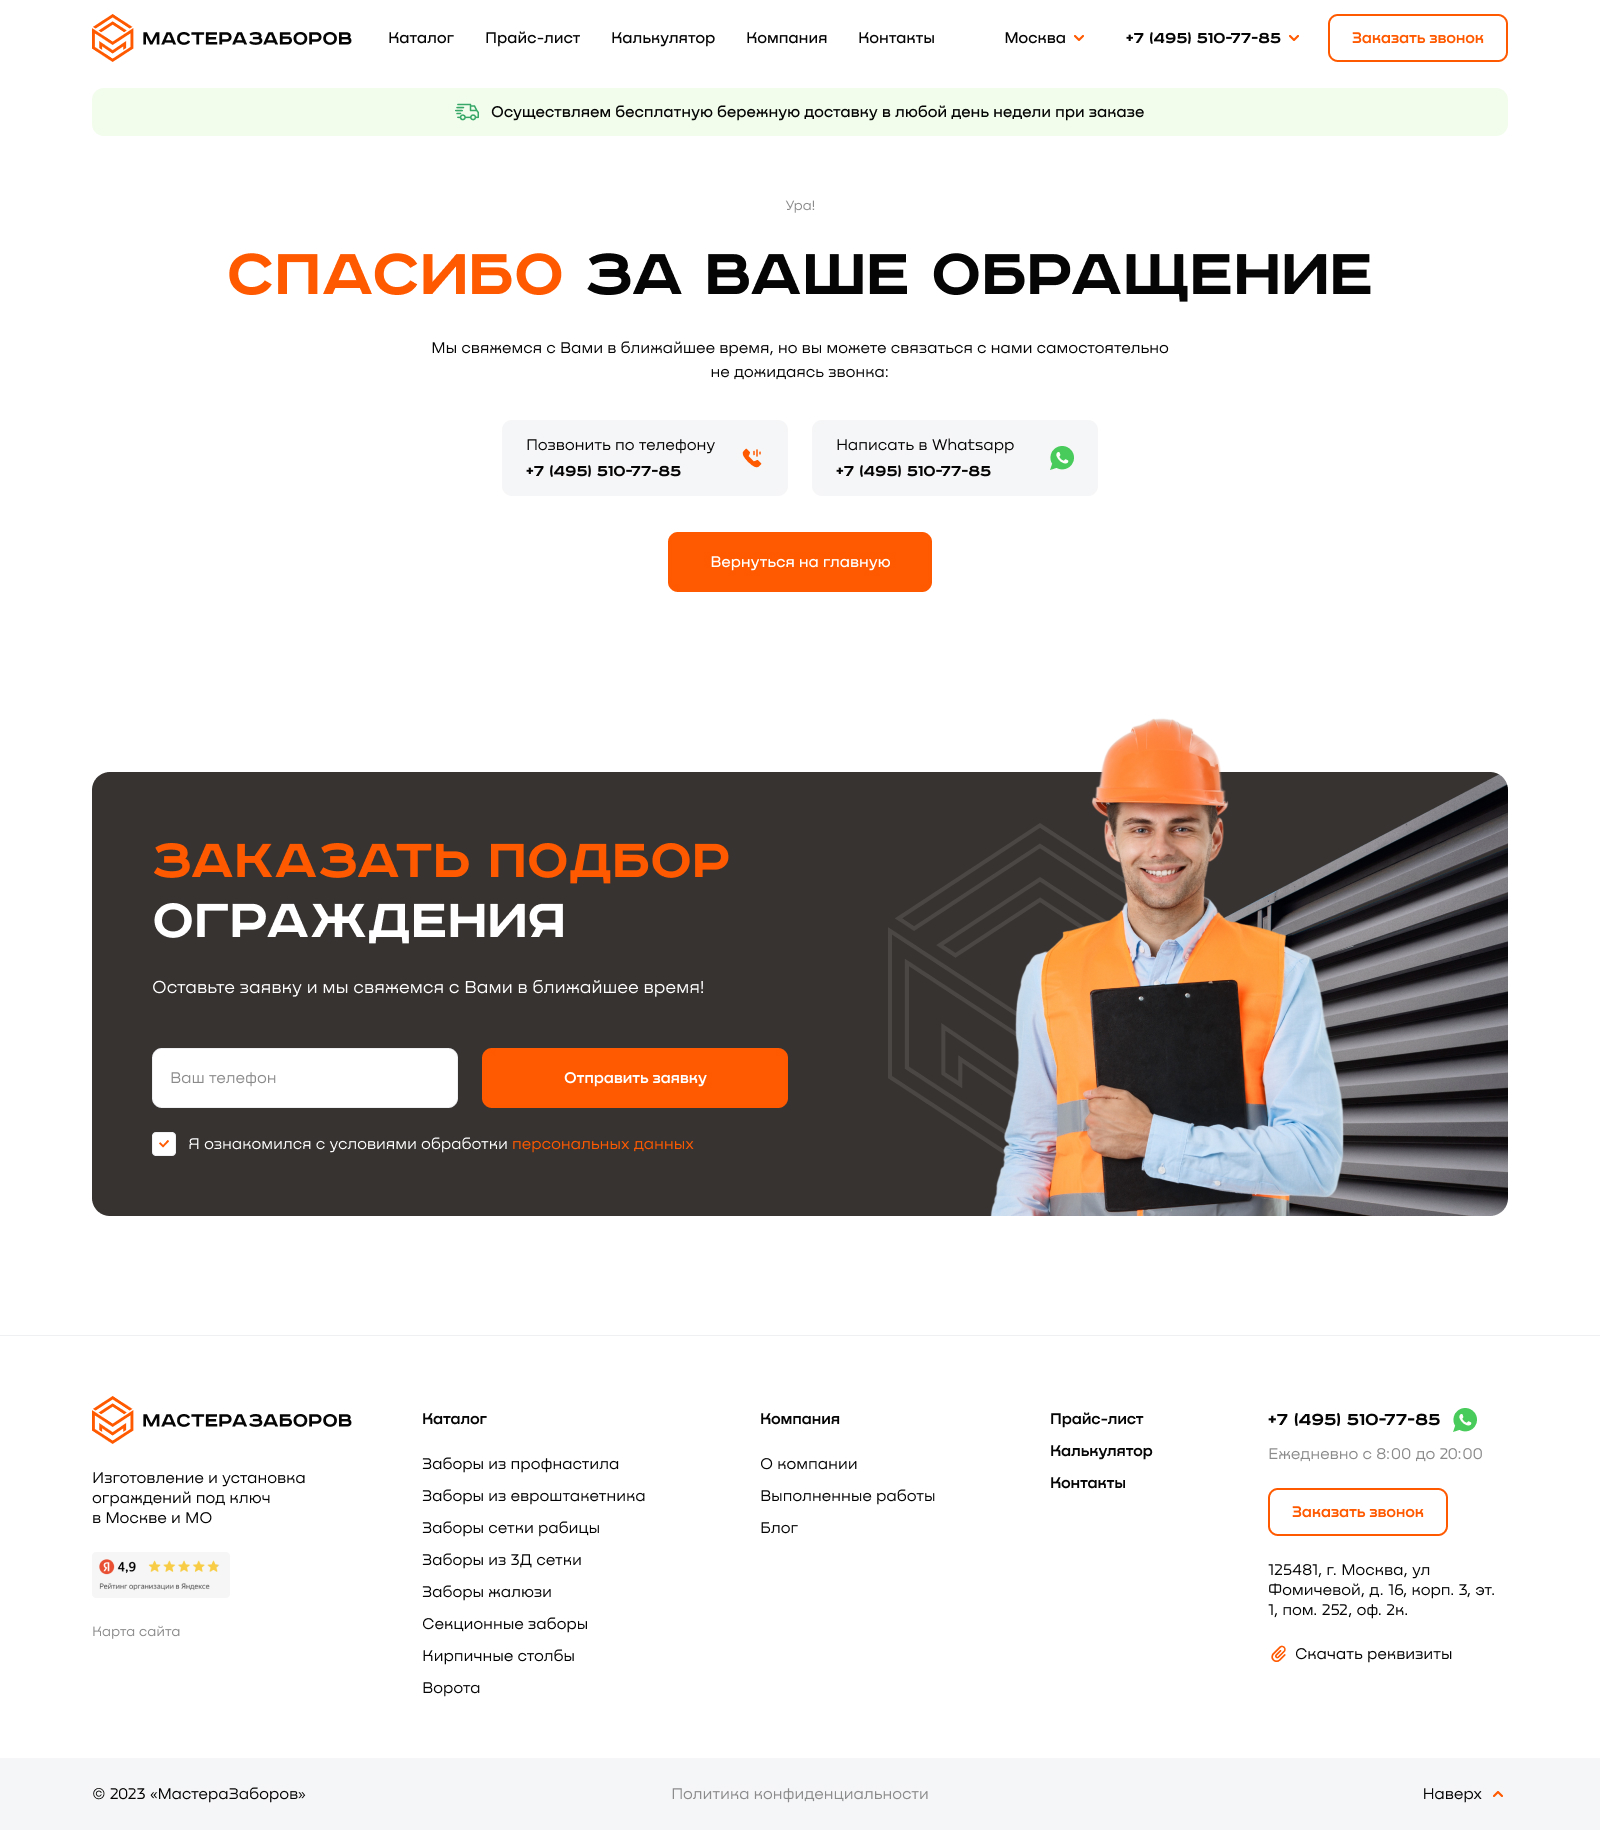 МАСТЕРАЗАБОРОВ
Каталог
Прайс-лист
Калькулятор
Компания
Контакты
Москва
+7 (495) 510-77-85
Заказать звонок
Осуществляем бесплатную бережную доставку в любой день недели при заказе
Ура!
СПАСИБО ЗА ВАШЕ ОБРАЩЕНИЕ
Мы свяжемся с Вами в ближайшее время, но вы можете связаться с нами самостоятельно
не дожидаясь звонка:
Позвонить по телефону
+7 (495) 510-77-85
Написать в Whatsapp
+7 (495) 510-77-85
Вернуться на главную
ЗАКАЗАТЬ ПОДБОР
ОГРАЖДЕНИЯ
Оставьте заявку и мы свяжемся с Вами в ближайшее время!
Ваш телефон
Отправить заявку
Я ознакомился с условиями обработки персональных данных
МАСТЕРАЗАБОРОВ
Изготовление и установка
ограждений под ключ
в Москве и МО
Я 4,9
Рейтинг организации в Яндексе
Карта сайта
Каталог
Заборы из профнастила
Заборы из евроштакетника
Заборы сетки рабицы
Заборы из 3Д сетки
Заборы жалюзи
Секционные заборы
Кирпичные столбы
Ворота
Компания
О компании
Выполненные работы
Блог
Прайс-лист
Калькулятор
Контакты
+7 (495) 510-77-85
Ежедневно с 8:00 до 20:00
Заказать звонок
125481, г. Москва, ул
Фомичевой, д. 16, корп. 3, эт.
1, пом. 252, оф. 2к.
Скачать реквизиты
© 2023 «МастераЗаборов»
Политика конфиденциальности
Наверх